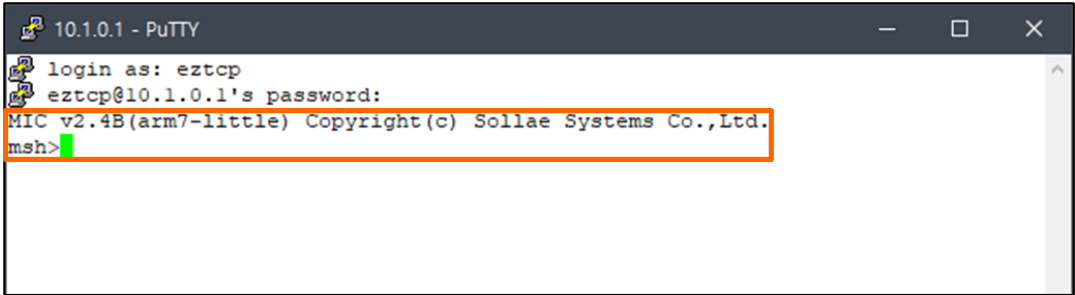 10.1.0.1 - PuTTY
login as: eztcp
eztcp@10.1.0.1's password:
MIC v2.4B(arm7-little) Copyright(c) Sollae Systems Co.,Ltd.
msh>